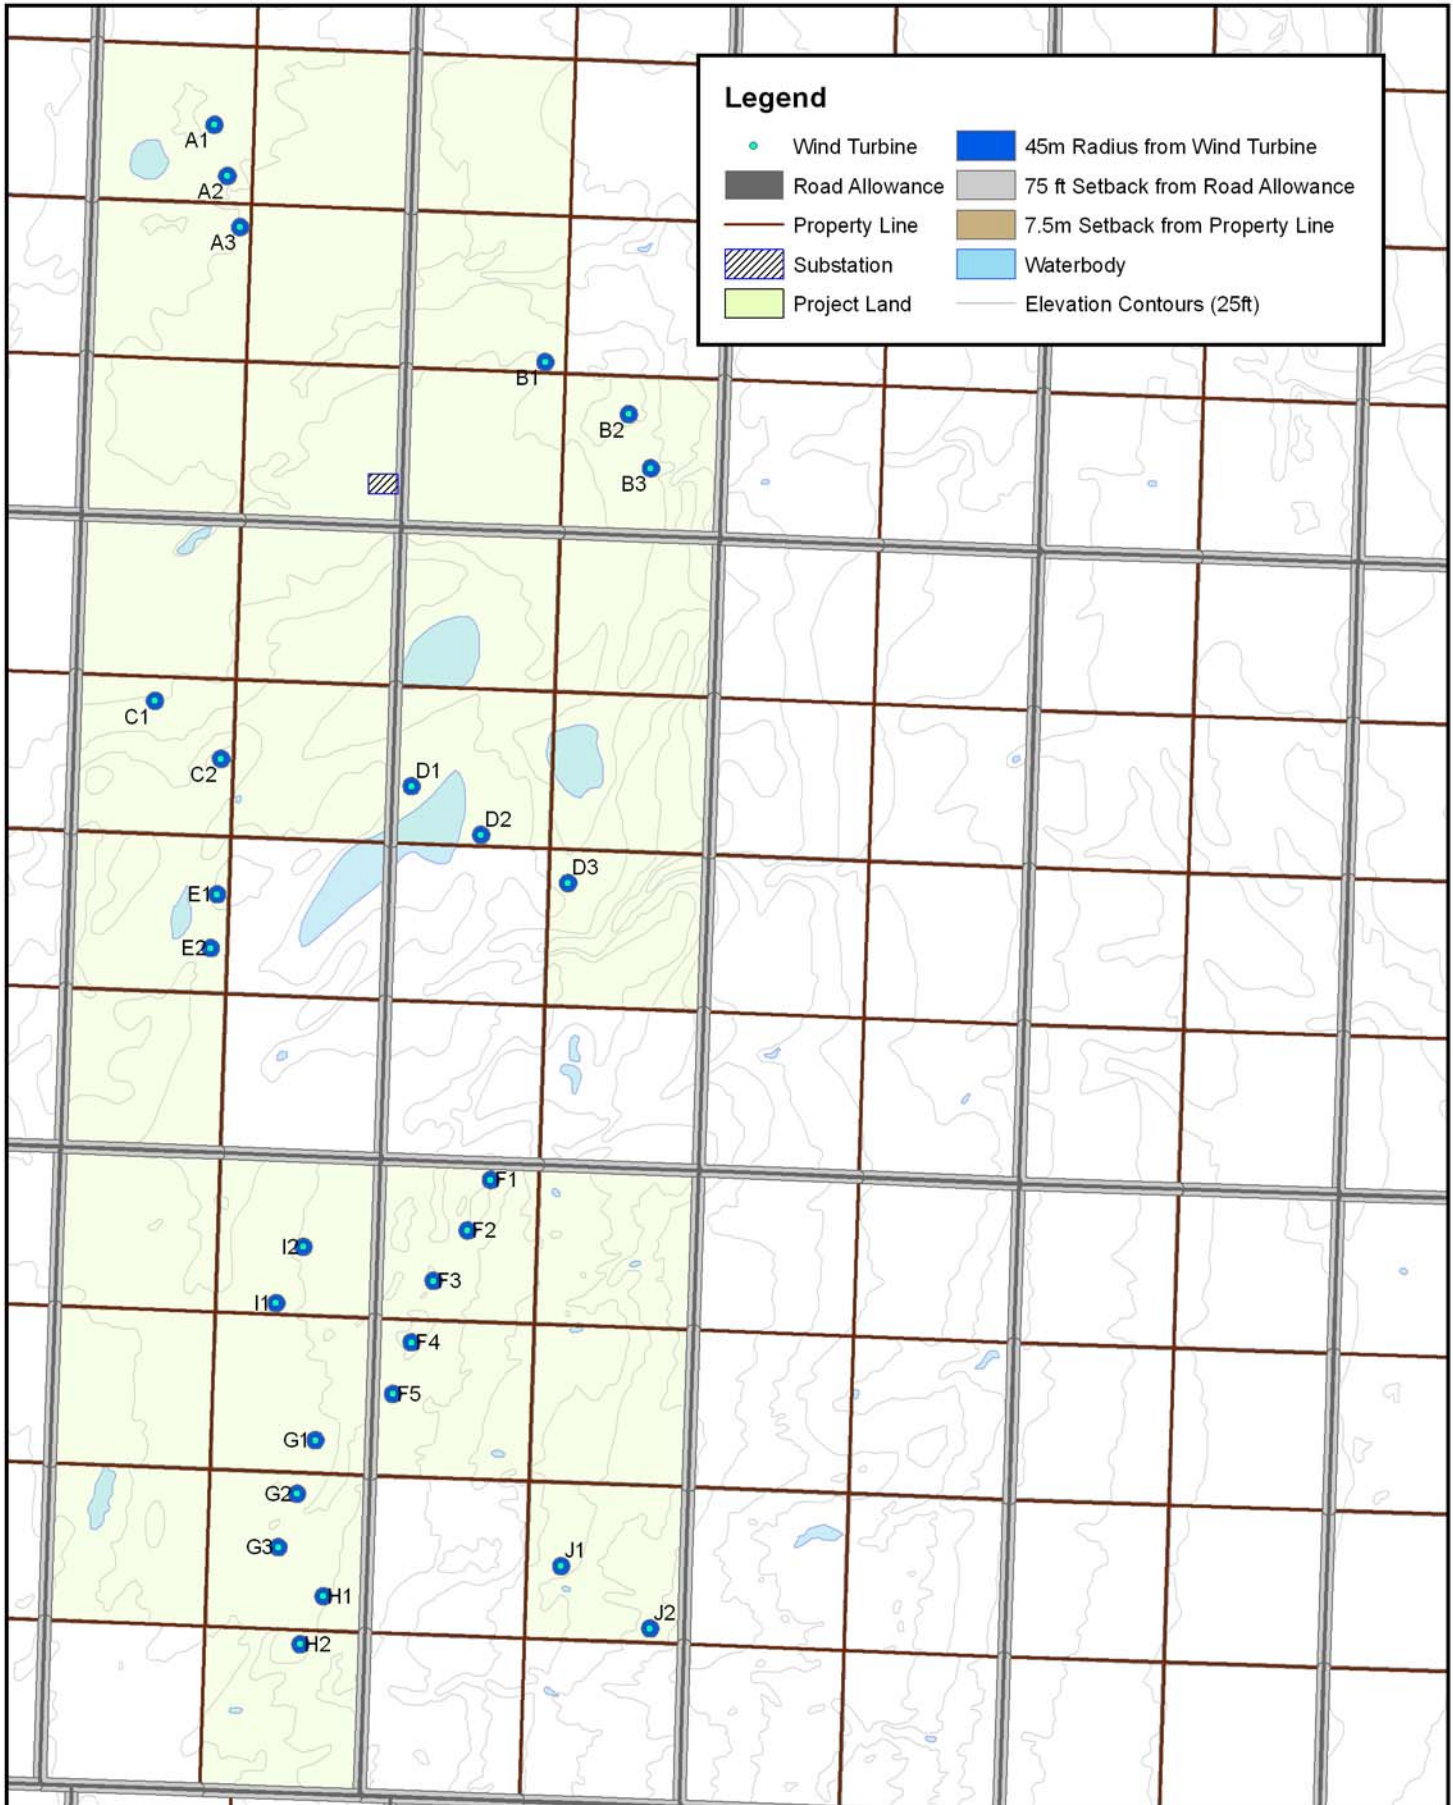 Legend
Wind Turbine
45m Radius from Wind Turbine
Road Allowance
75 ft Setback from Road Allowance
Property Line
7.5m Setback from Property Line
Substation
Waterbody
Project Land
Elevation Contours (25ft)
A1
A2
A3
B1
B2
B3
C1
C2
D1
D2
D3
E1
E2
F1
F2
I2
F3
I1
F4
F5
G1
G2
G3
J1
H1
J2
H2